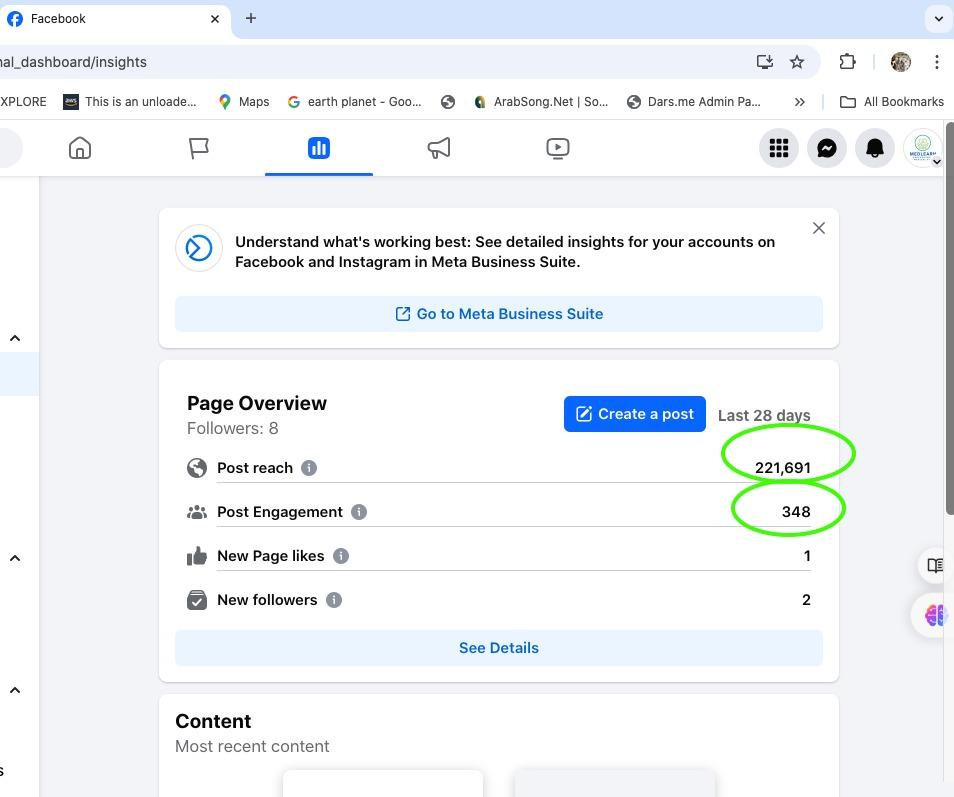 Facebook
nal_dashboard/insights
XPLORE
aws
This is an unloade...
Maps
earth planet - Goo...
ArabSong.Net | So...
Dars.me Admin Pa...
All Bookmarks
Understand what's working best: See detailed insights for your accounts on
Facebook and Instagram in Meta Business Suite.
Go to Meta Business Suite
Page Overview
Followers: 8
Create a post
Last 28 days
Post reach 221,691
Post Engagement 348
New Page likes 1
New followers 2
See Details
Content
Most recent content
s